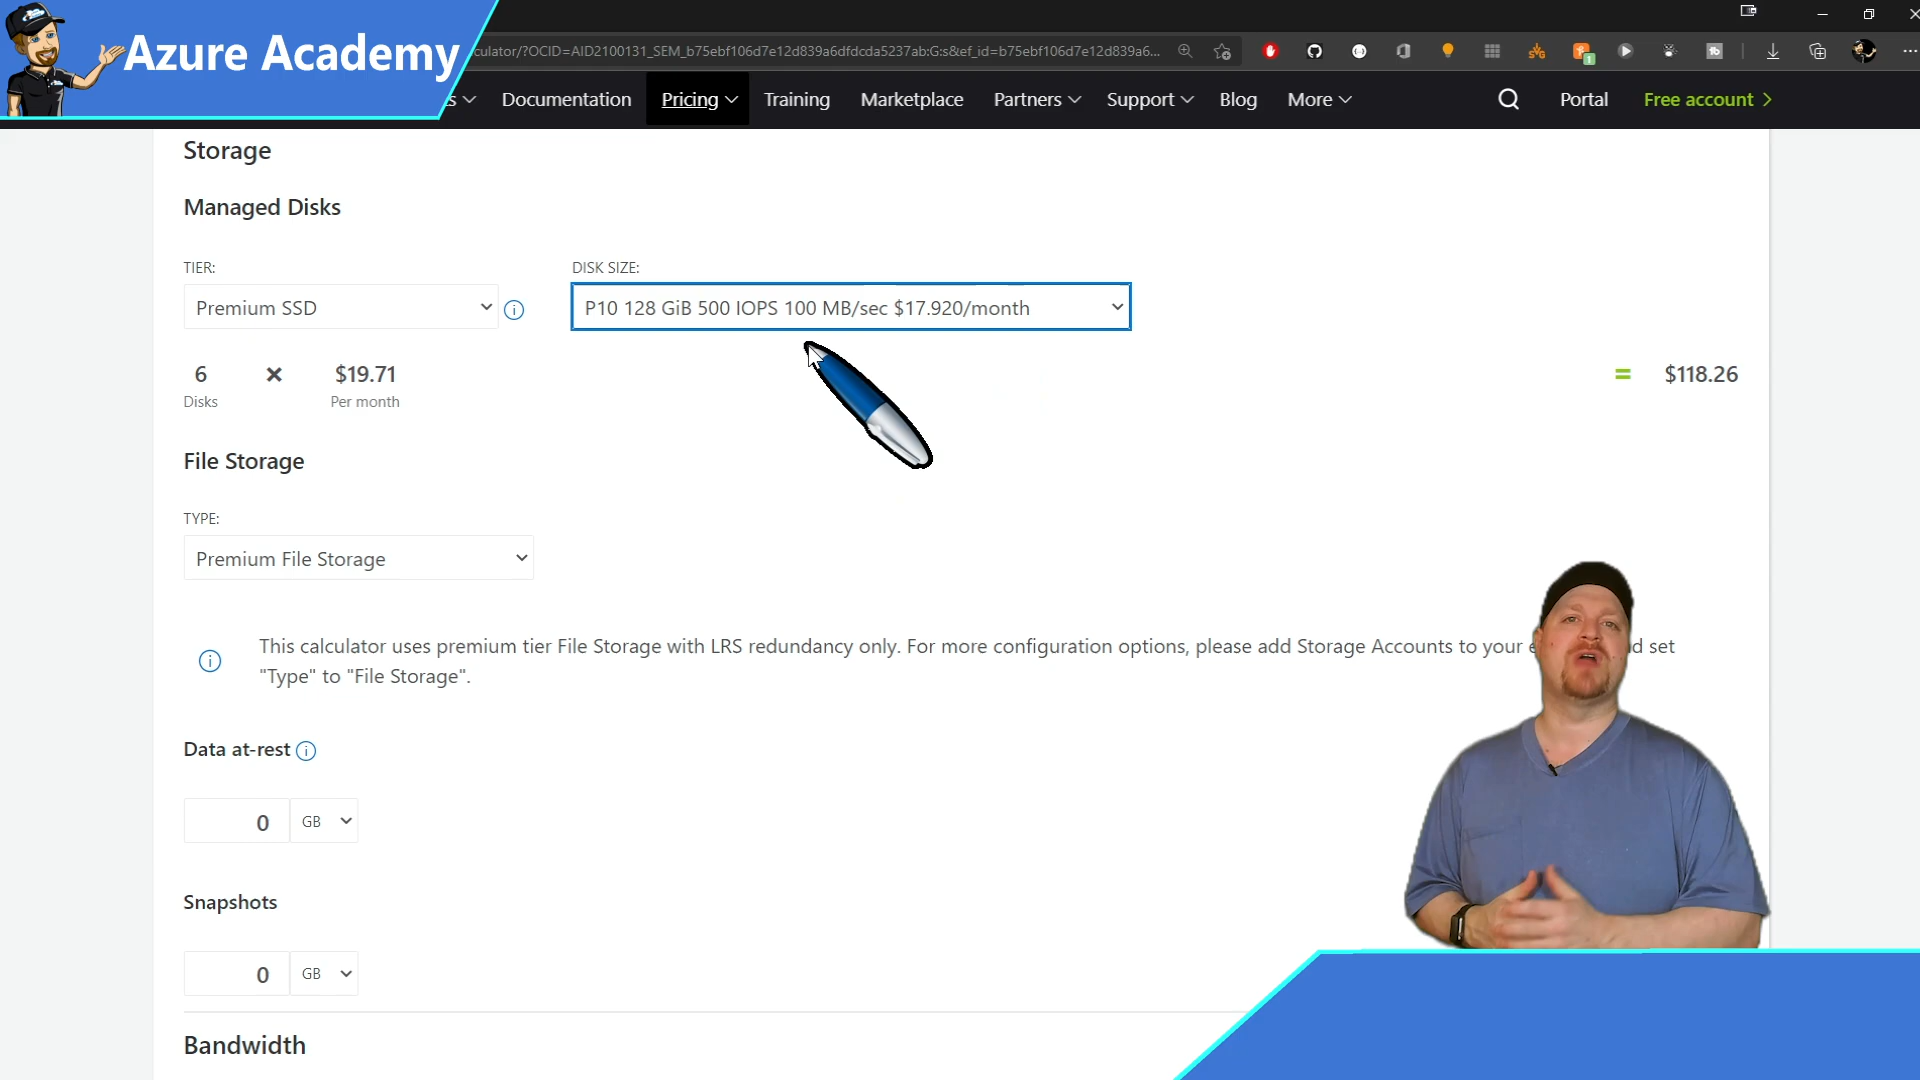 Azure Academy
culator/?OCID=AID2100131_SEM_b75ebf106d7e12d839a6dfdcda5237ab:G:s&ef_id=b75ebf106d7e12d839a6...
1
s Documentation Pricing Training Marketplace Partners Support Blog More Portal Free account
Storage
Managed Disks
TIER: DISK SIZE:
Premium SSD P10 128 GiB 500 IOPS 100 MB/sec $17.920/month
6 × $19.71 = $118.26
Disks Per month
File Storage
TYPE:
Premium File Storage
This calculator uses premium tier File Storage with LRS redundancy only. For more configuration options, please add Storage Accounts to your e d set
"Type" to "File Storage".
Data at-rest
0 GB
Snapshots
0 GB
Bandwidth